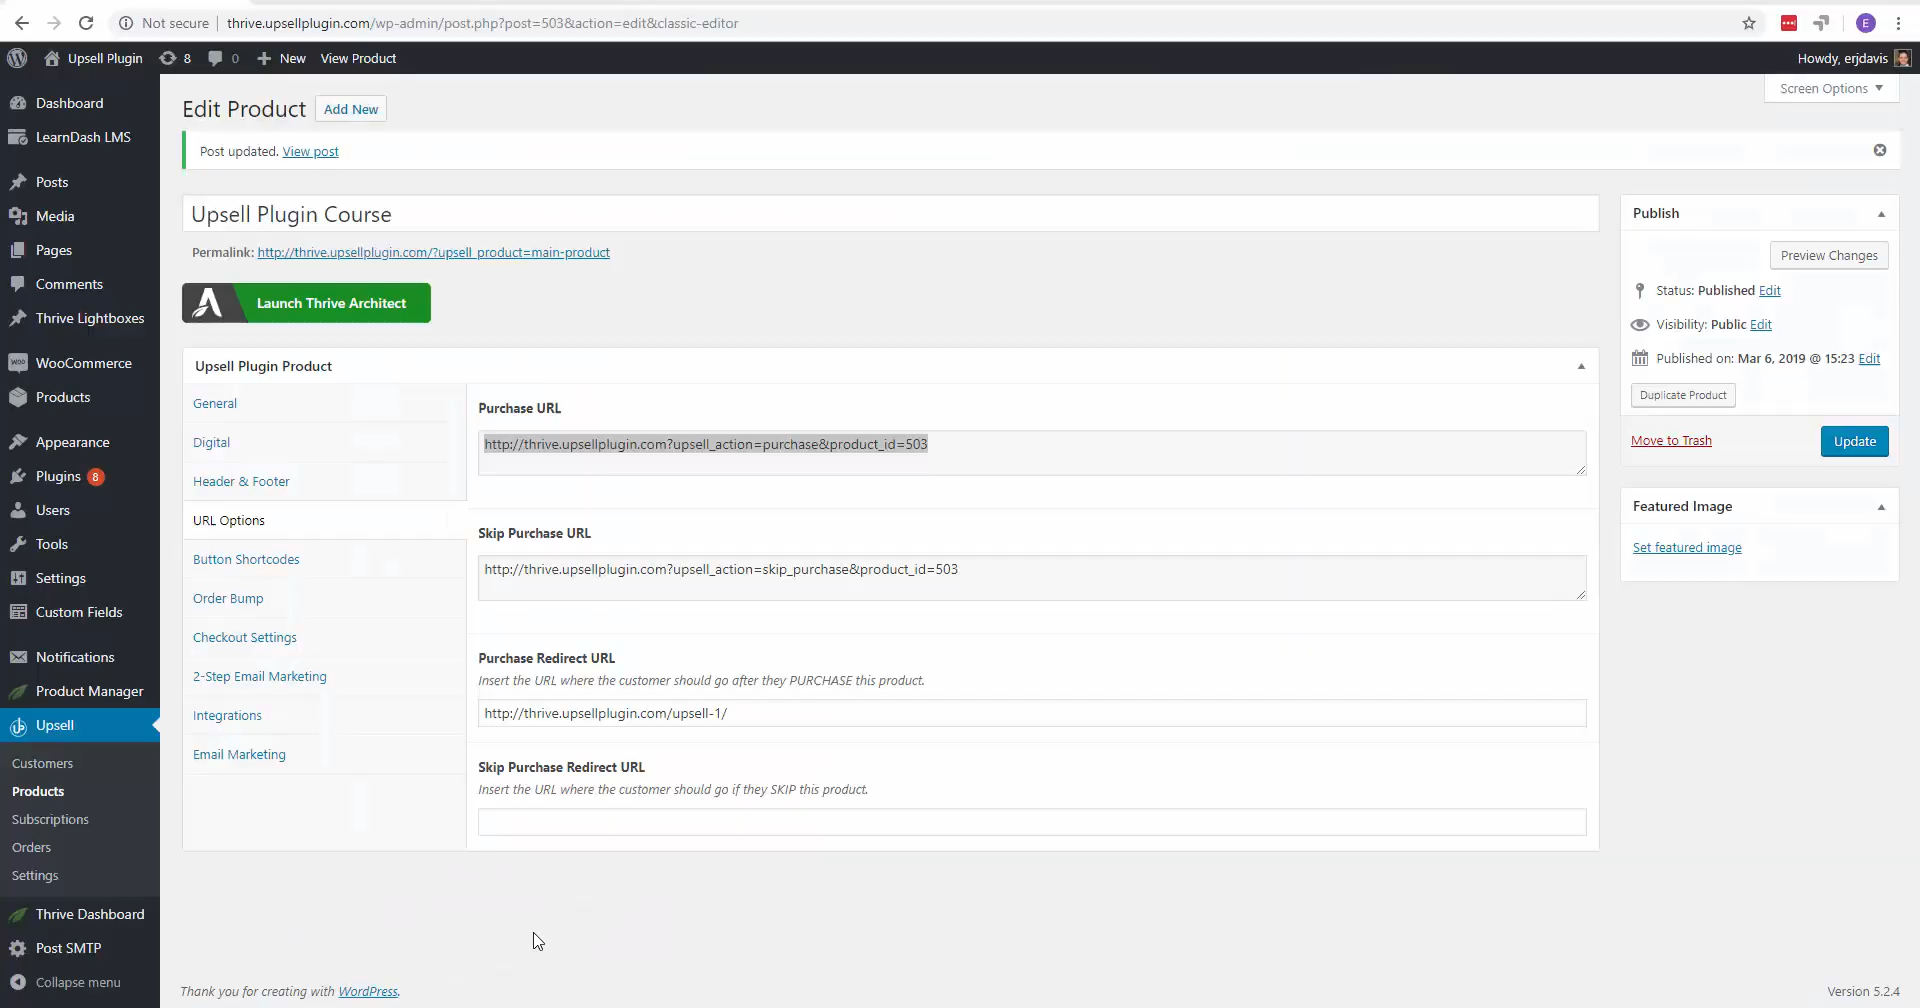 Not secure
thrive.upsellplugin.com/wp-admin/post.php?post=503&action=edit&classic-editor
E
Upsell Plugin
8
0
New
View Product
Howdy, erjdavis
Dashboard
LearnDash LMS
Posts
Media
Pages
Comments
Thrive Lightboxes
WooCommerce
Products
Appearance
Plugins 8
Users
Tools
Settings
Custom Fields
Notifications
Product Manager
Upsell
Customers
Products
Subscriptions
Orders
Settings
Thrive Dashboard
Post SMTP
Collapse menu
Screen Options
Edit Product
Add New
Post updated. View post
Upsell Plugin Course
Permalink: http://thrive.upsellplugin.com/?upsell_product=main-product
Launch Thrive Architect
Upsell Plugin Product
General
Digital
Header & Footer
URL Options
Button Shortcodes
Order Bump
Checkout Settings
2-Step Email Marketing
Integrations
Email Marketing
Purchase URL
http://thrive.upsellplugin.com?upsell_action=purchase&product_id=503
Skip Purchase URL
http://thrive.upsellplugin.com?upsell_action=skip_purchase&product_id=503
Purchase Redirect URL
Insert the URL where the customer should go after they PURCHASE this product.
http://thrive.upsellplugin.com/upsell-1/
Skip Purchase Redirect URL
Insert the URL where the customer should go if they SKIP this product.
Publish
Preview Changes
Status: Published Edit
Visibility: Public Edit
Published on: Mar 6, 2019 @ 15:23 Edit
Duplicate Product
Move to Trash
Update
Featured Image
Set featured image
Thank you for creating with WordPress.
Version 5.2.4